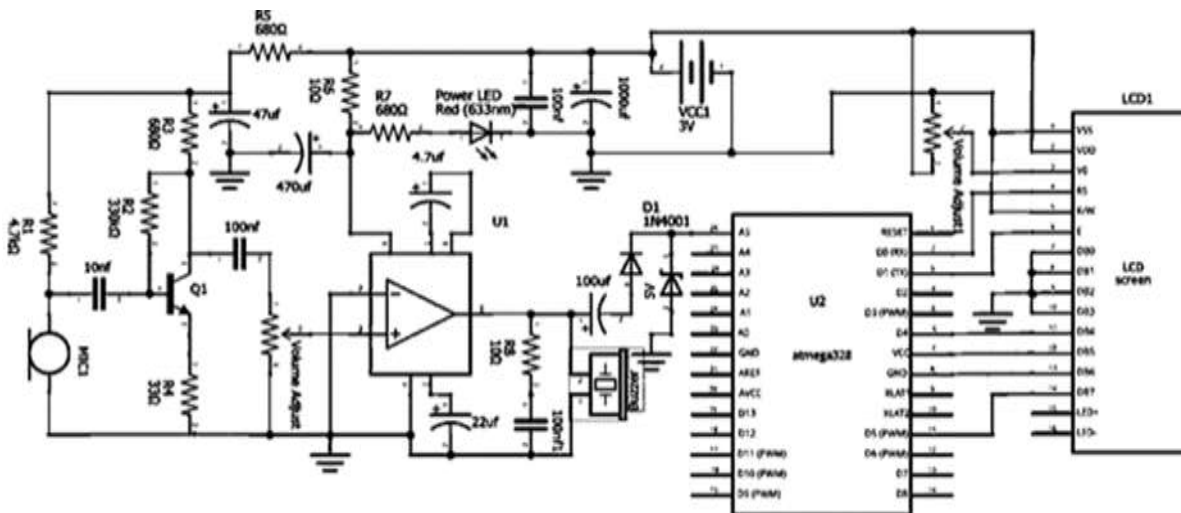 R5
680Ω
R6
10Ω
R7
680Ω
Power LED
Red (633nm)
100nf
1000uf
VCC1
3V
LCD1
R3
680Ω
47uf
470uf
4.7uf
U1
R2
330kΩ
R1
4.7kΩ
10nf
100nf
Q1
MIC1
R4
33Ω
Volume Adjust
22uf
R8
10Ω
100nf1
100uf
Buzzer
D1
1N4001
5V
Volume Adjust1
U2
atmega328
A5
A4
A3
A2
A1
A0
GND
AREF
AVCC
D13
D12
D11 (PWM)
D10 (PWM)
D9 (PWM)
RESET
D0 (RX)
D1 (TX)
D2
D3 (PWM)
D4
VCC
GND
XLAT1
XLAT2
D5 (PWM)
D6 (PWM)
D7
D8
VSS
VDD
V0
RS
R/W
E
DB0
DB1
DB2
DB3
DB4
DB5
DB6
DB7
LED+
LED-
LCD
screen